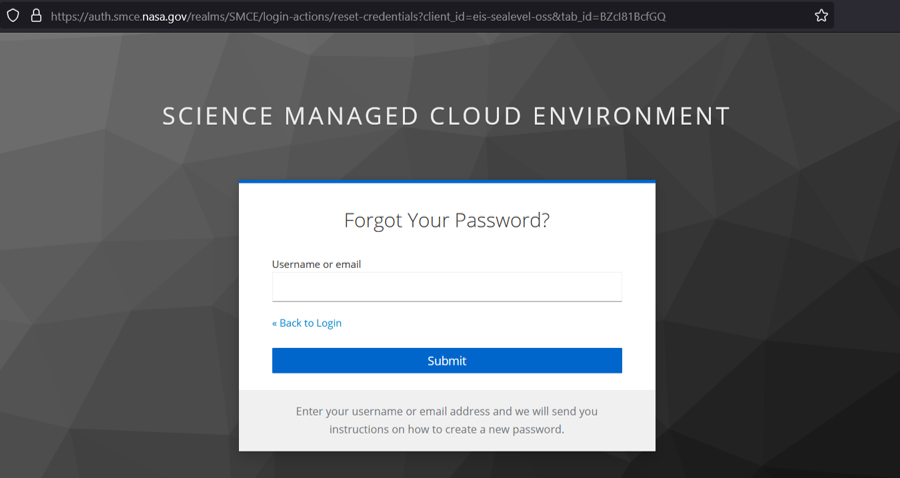 https://auth.smce.nasa.gov/realms/SMCE/login-actions/reset-credentials?client_id=eis-sealevel-oss&tab_id=BZcI81BcfGQ
SCIENCE MANAGED CLOUD ENVIRONMENT
Forgot Your Password?
Username or email
« Back to Login
Submit
Enter your username or email address and we will send you
instructions on how to create a new password.